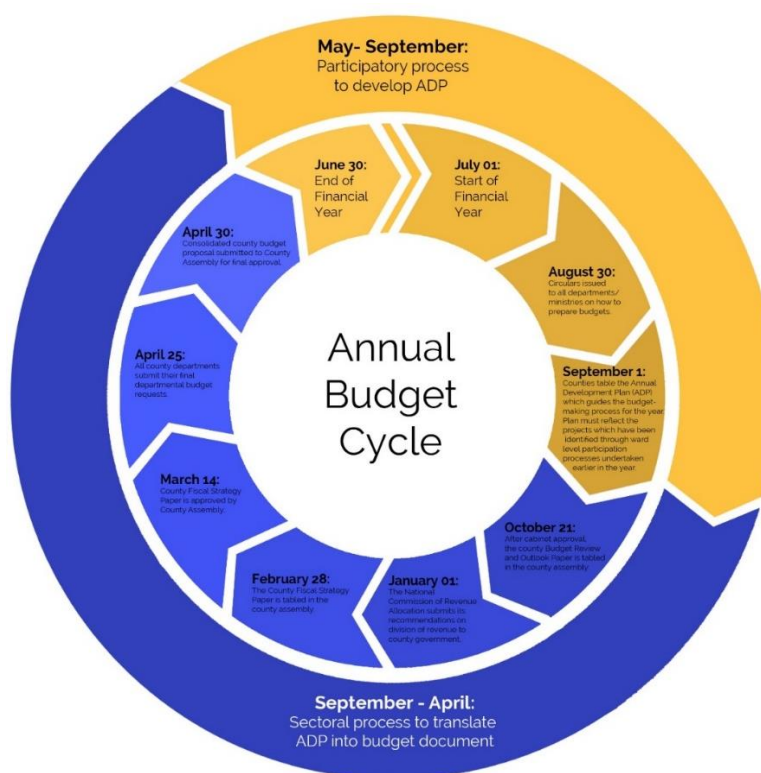 May- September:
Participatory process
to develop ADP
July 01:
Start of
Financial
Year
August 30:
Circulars issued
to all departments/
ministries on how to
prepare budgets.
September 1:
Counties table the Annual
Development Plan (ADP)
which guides the budget-
making process for the year.
Plan must reflect the
projects which have been
identified through ward
level participation
processes undertaken
earlier in the year
October 21:
After cabinet approval,
the county Budget Review
and Outlook Paper is tabled
in the county assembly
January 01:
The National
Commission of Revenue
Allocation submits its
recommendations on
division of revenue to
county government.
February 28:
The County Fiscal Strategy
Paper is tabled in the
county assembly.
March 14:
County Fiscal Strategy
Paper is approved by
County Assembly.
April 25:
All county departments
submit their final
departmental budget
requests.
April 30:
Consolidated county budget
proposal submitted to County
Assembly for final approval.
June 30:
End of
Financial
Year
Annual
Budget
Cycle
September - April:
Sectoral process to translate
ADP into budget document